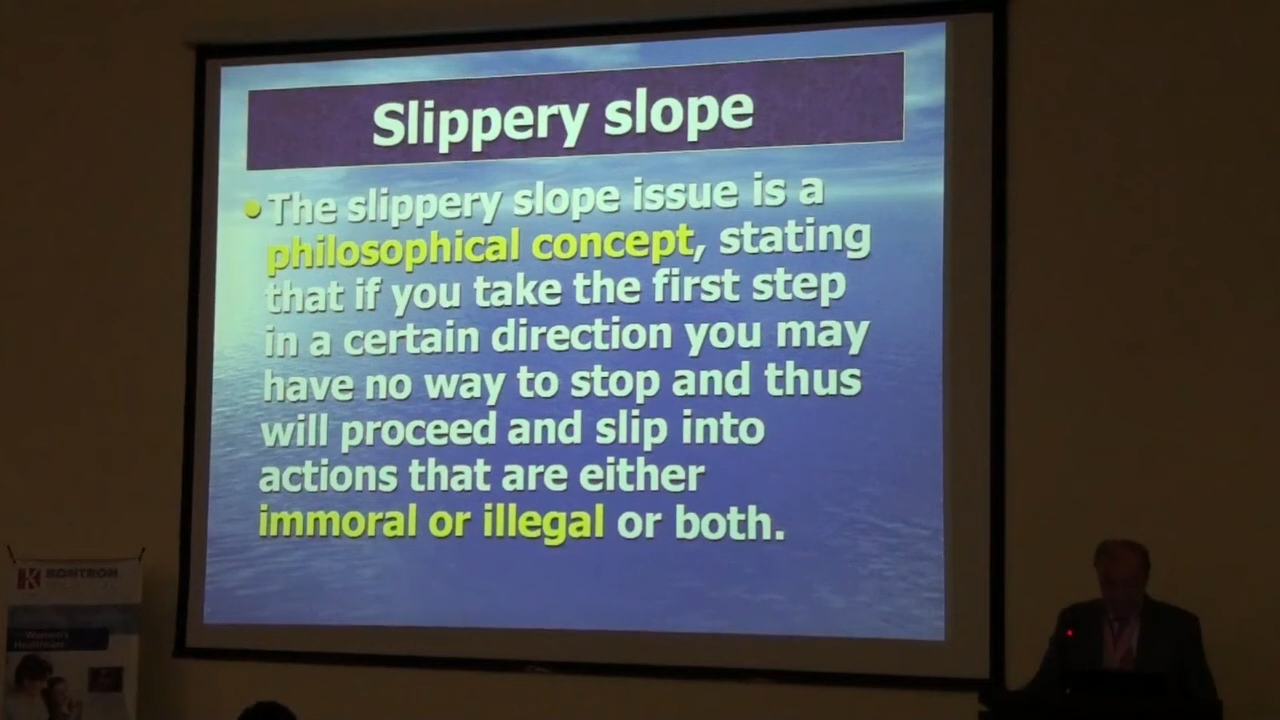 Slippery slope
The slippery slope issue is a
philosophical concept, stating
that if you take the first step
in a certain direction you may
have no way to stop and thus
will proceed and slip into
actions that are either
immoral or illegal or both.
K KONTRON
Women's
Healthcare